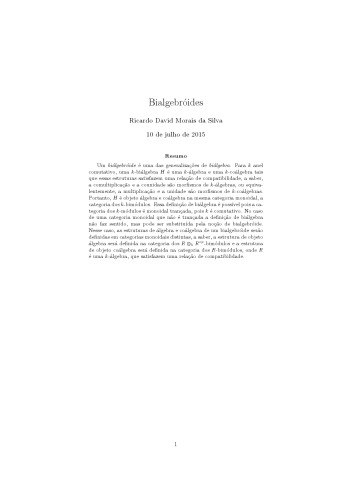 Bialgebróides
Ricardo David Morais da Silva
10 de julho de 2015
Resumo
Um bialgebróide é uma das generalizações de biálgebra. Para k anel
comutativo, uma k-biálgebra H é uma k-álgebra e uma k-coálgebra tais
que essas estruturas satisfazem uma relação de compatibilidade, a saber,
a comultiplicação e a counidade são morfismos de k-álgebras, ou equiva-
lentemente, a multiplicação e a unidade são morfismos de k-coálgebras.
Portanto, H é objeto álgebra e coálgebra na mesma categoria monoidal, a
categoria dos k-bimódulos. Essa definição de biálgebra é possível pois a ca-
tegoria dos k-módulos é monoidal trançada, pois k é comutativo. No caso
de uma categoria monoidal que não é trançada a definição de biálgebra
não faz sentido, mas pode ser substituída pela noção de bialgebróide.
Nesse caso, as estruturas de álgebra e coálgebra de um bialgebróide serão
definidas em categorias monoidais distintas, a saber, a estrutura de objeto
álgebra será definida na categoria dos R ⊗ₖ Rᵒᵖ-bimódulos e a estrutura
de objeto coálgebra será definida na categoria dos R-bimódulos, onde R
é uma k-álgebra, que satisfazem uma relação de compatibilidade.
1